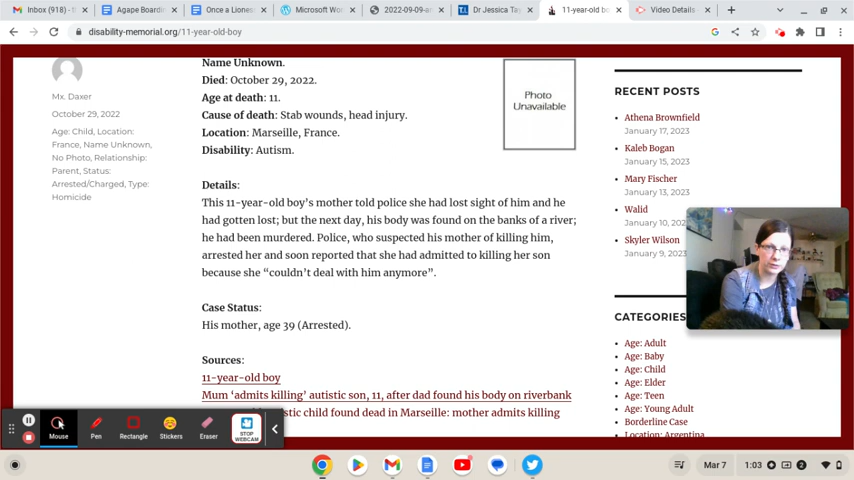 Inbox (918) - t
Agape Boardin
Once a Lioness
Microsoft Wor
2022-09-09-an
Dr Jessica Tay
11-year-old bo
Video Details
disability-memorial.org/11-year-old-boy
Mx. Daxer
October 29, 2022
Age: Child, Location:
France, Name Unknown,
No Photo, Relationship:
Parent, Status:
Arrested/Charged, Type:
Homicide
Name Unknown.
Died: October 29, 2022.
Age at death: 11.
Cause of death: Stab wounds, head injury.
Location: Marseille, France.
Disability: Autism.
Photo
Unavailable
Details:
This 11-year-old boy's mother told police she had lost sight of him and he
had gotten lost; but the next day, his body was found on the banks of a river;
he had been murdered. Police, who suspected his mother of killing him,
arrested her and soon reported that she had admitted to killing her son
because she “couldn't deal with him anymore”.
Case Status:
His mother, age 39 (Arrested).
Sources:
11-year-old boy
Mum ‘admits killing’ autistic son, 11, after dad found his body on riverbank
istic child found dead in Marseille: mother admits killing
RECENT POSTS
Athena Brownfield
January 17, 2023
Kaleb Bogan
January 15, 2023
Mary Fischer
January 13, 2023
Walid
January 10, 202
Skyler Wilson
January 9, 2023
CATEGORIES
Age: Adult
Age: Baby
Age: Child
Age: Elder
Age: Teen
Age: Young Adult
Borderline Case
Location: Argentina
Mouse
Pen
Rectangle
Stickers
Eraser
STOP
WEBCAM
Mar 7
1:03
2